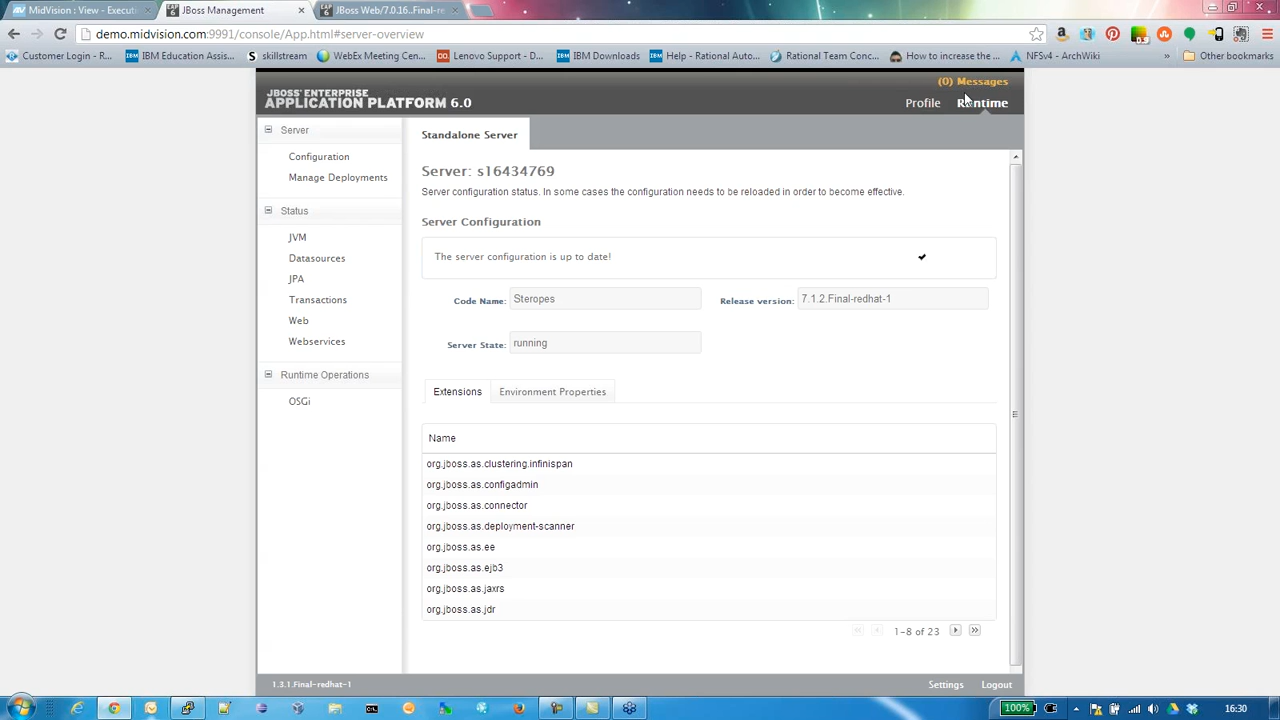 MidVision : View - Executi
JBoss Management
JBoss Web/7.0.16..Final-re
demo.midvision.com:9991/console/App.html#server-overview
Customer Login - R...
IBM Education Assis...
skillstream
WebEx Meeting Cen...
Lenovo Support - D...
IBM Downloads
Help - Rational Auto...
Rational Team Conc...
How to increase the ...
NFSv4 - ArchWiki
»
Other bookmarks
(0) Messages
JBOSS ENTERPRISE
APPLICATION PLATFORM 6.0
Profile
Runtime
Server
Configuration
Manage Deployments
Status
JVM
Datasources
JPA
Transactions
Web
Webservices
Runtime Operations
OSGi
Standalone Server
Server: s16434769
Server configuration status. In some cases the configuration needs to be reloaded in order to become effective.
Server Configuration
The server configuration is up to date!
Code Name: Steropes
Release version: 7.1.2.Final-redhat-1
Server State: running
Extensions
Environment Properties
Name
org.jboss.as.clustering.infinispan
org.jboss.as.configadmin
org.jboss.as.connector
org.jboss.as.deployment-scanner
org.jboss.as.ee
org.jboss.as.ejb3
org.jboss.as.jaxrs
org.jboss.as.jdr
1-8 of 23
1.3.1.Final-redhat-1
Settings
Logout
100%
16:30